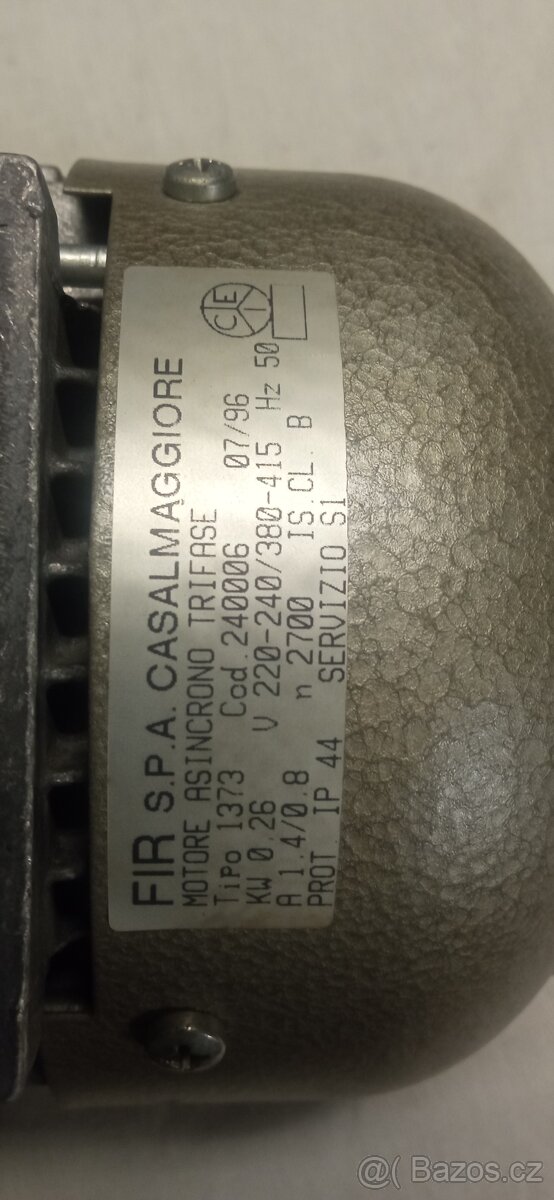 FIR S.P.A. CASALMAGGIORE
MOTORE ASINCRONO TRIFASE
TiPo 1373 Cod.240006 07/96
KW 0.26 V 220-240/380-415 Hz 50
A 1.4/0.8 n 2700 IS.CL. B
PROT. IP 44 SERVIZIO S1
CEI
@( Bazos.cz